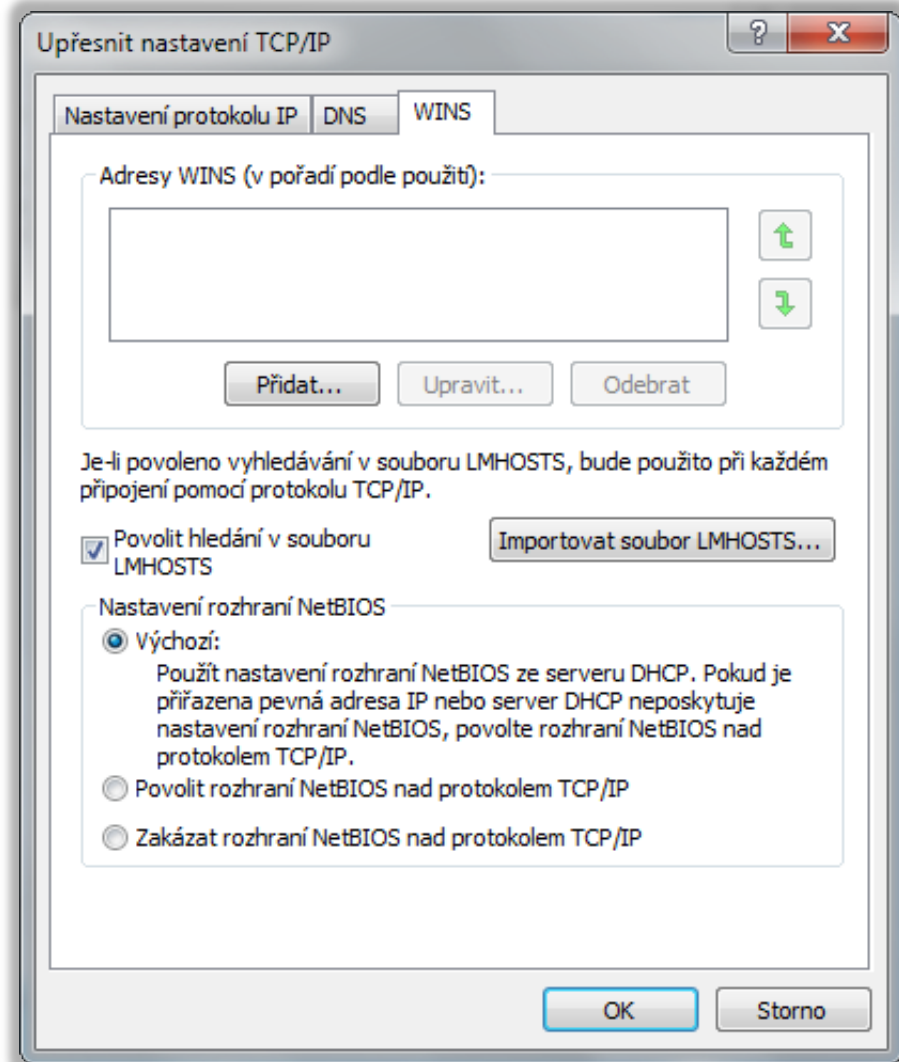 Upřesnit nastavení TCP/IP
Nastavení protokolu IP
DNS
WINS
Adresy WINS (v pořadí podle použití):
Přidat...
Upravit...
Odebrat
Je-li povoleno vyhledávání v souboru LMHOSTS, bude použito při každém
připojení pomocí protokolu TCP/IP.
Povolit hledání v souboru
LMHOSTS
Importovat soubor LMHOSTS...
Nastavení rozhraní NetBIOS
Výchozí:
Použít nastavení rozhraní NetBIOS ze serveru DHCP. Pokud je
přiřazena pevná adresa IP nebo server DHCP neposkytuje
nastavení rozhraní NetBIOS, povolte rozhraní NetBIOS nad
protokolem TCP/IP.
Povolit rozhraní NetBIOS nad protokolem TCP/IP
Zakázat rozhraní NetBIOS nad protokolem TCP/IP
OK
Storno